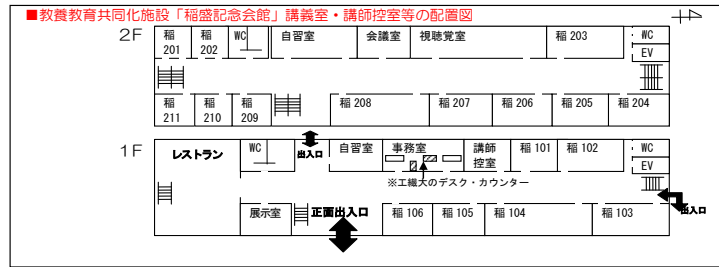 ■教養教育共同化施設「稲盛記念会館」講義室・講師控室等の配置図
2F
稲
201
稲
202
WC
自習室
会議室
視聴覚室
稲 203
WC
EV
稲
211
稲
210
稲
209
稲 208
稲 207
稲 206
稲 205
稲 204
1F
レストラン
WC
出入口
自習室
事務室
講師
控室
稲 101
稲 102
WC
EV
※工繊大のデスク・カウンター
展示室
正面出入口
稲 106
稲 105
稲 104
稲 103
出入口